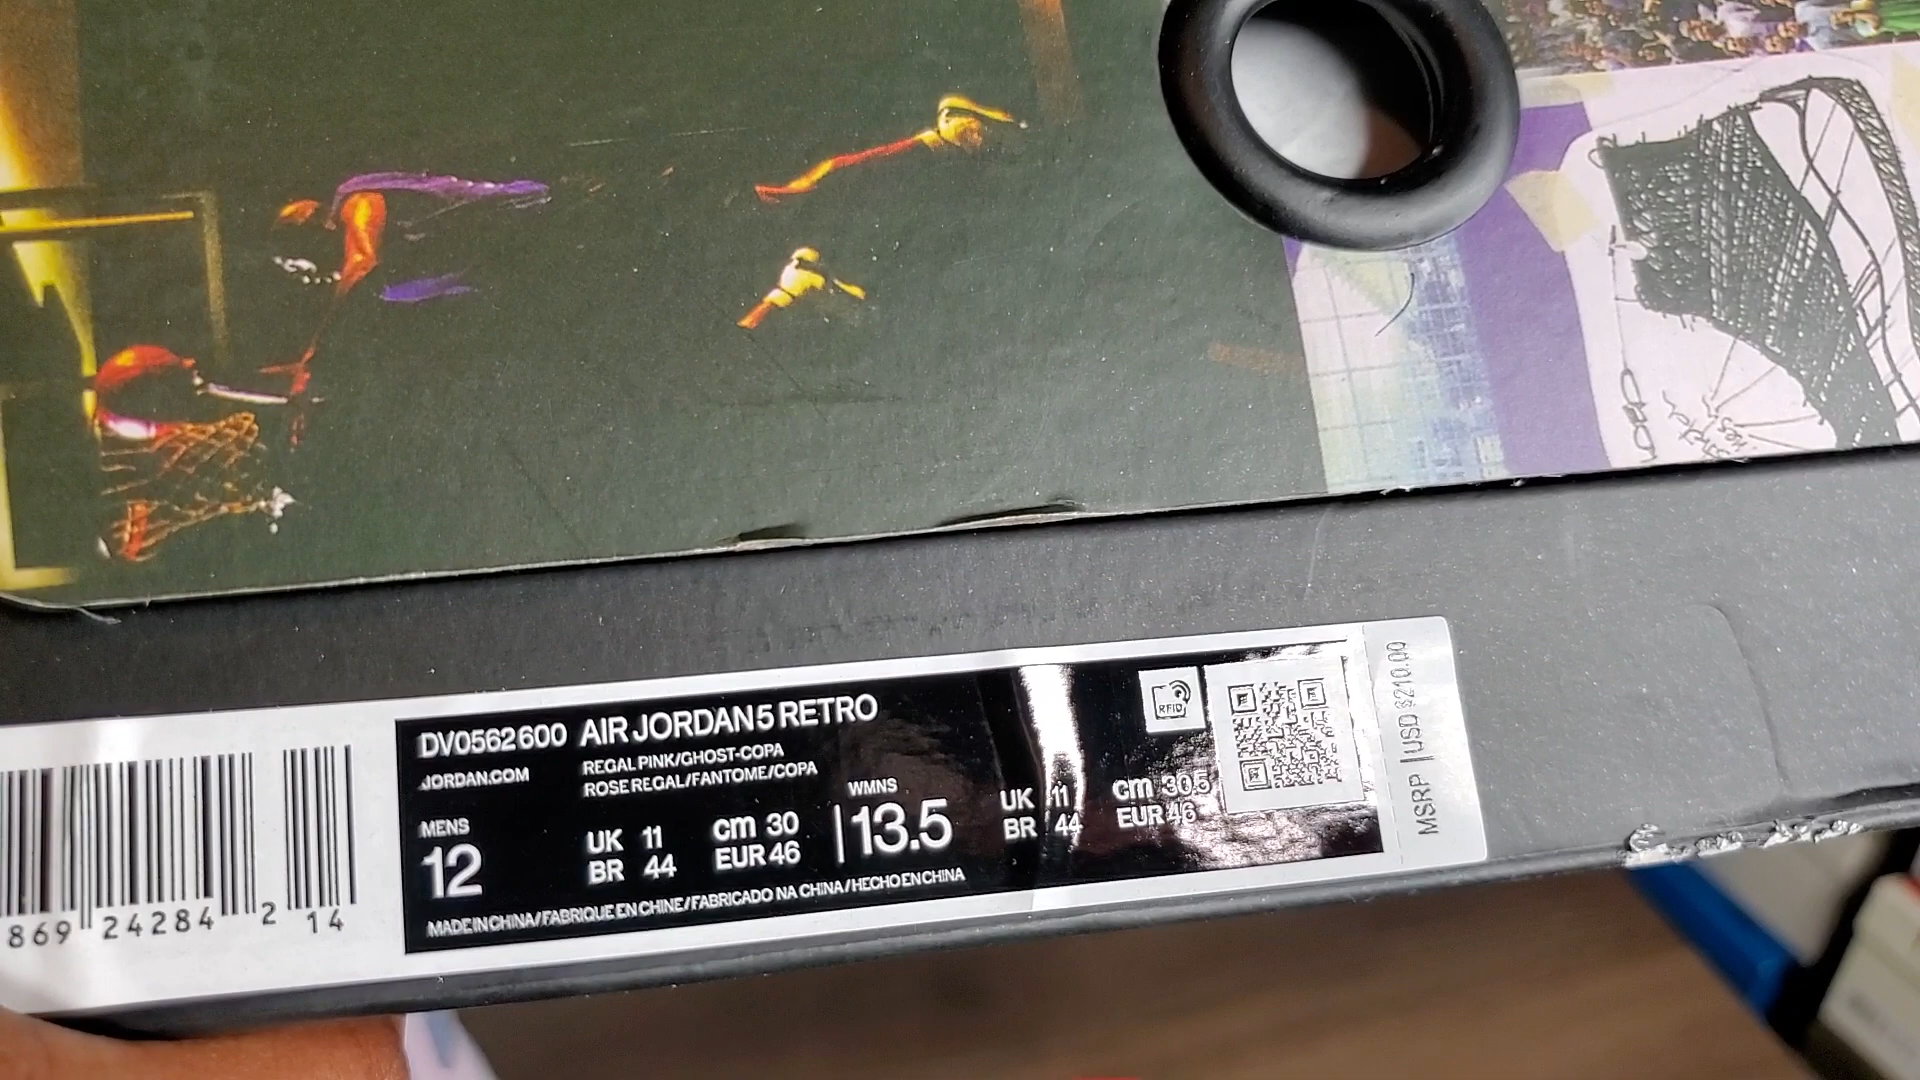 DV0562 600 AIR JORDAN 5 RETRO
JORDAN.COM
REGAL PINK/GHOST-COPA
ROSE REGAL/FANTOME/COPA
MENS
12
UK 11
BR 44
cm 30
EUR 46
WMNS
13.5
UK 11
BR 44
cm 30.5
EUR 46
MADE IN CHINA/FABRIQUE EN CHINE/FABRICADO NA CHINA/HECHO EN CHINA
RFID
MSRP | USD $210.00
869 24284 2 14